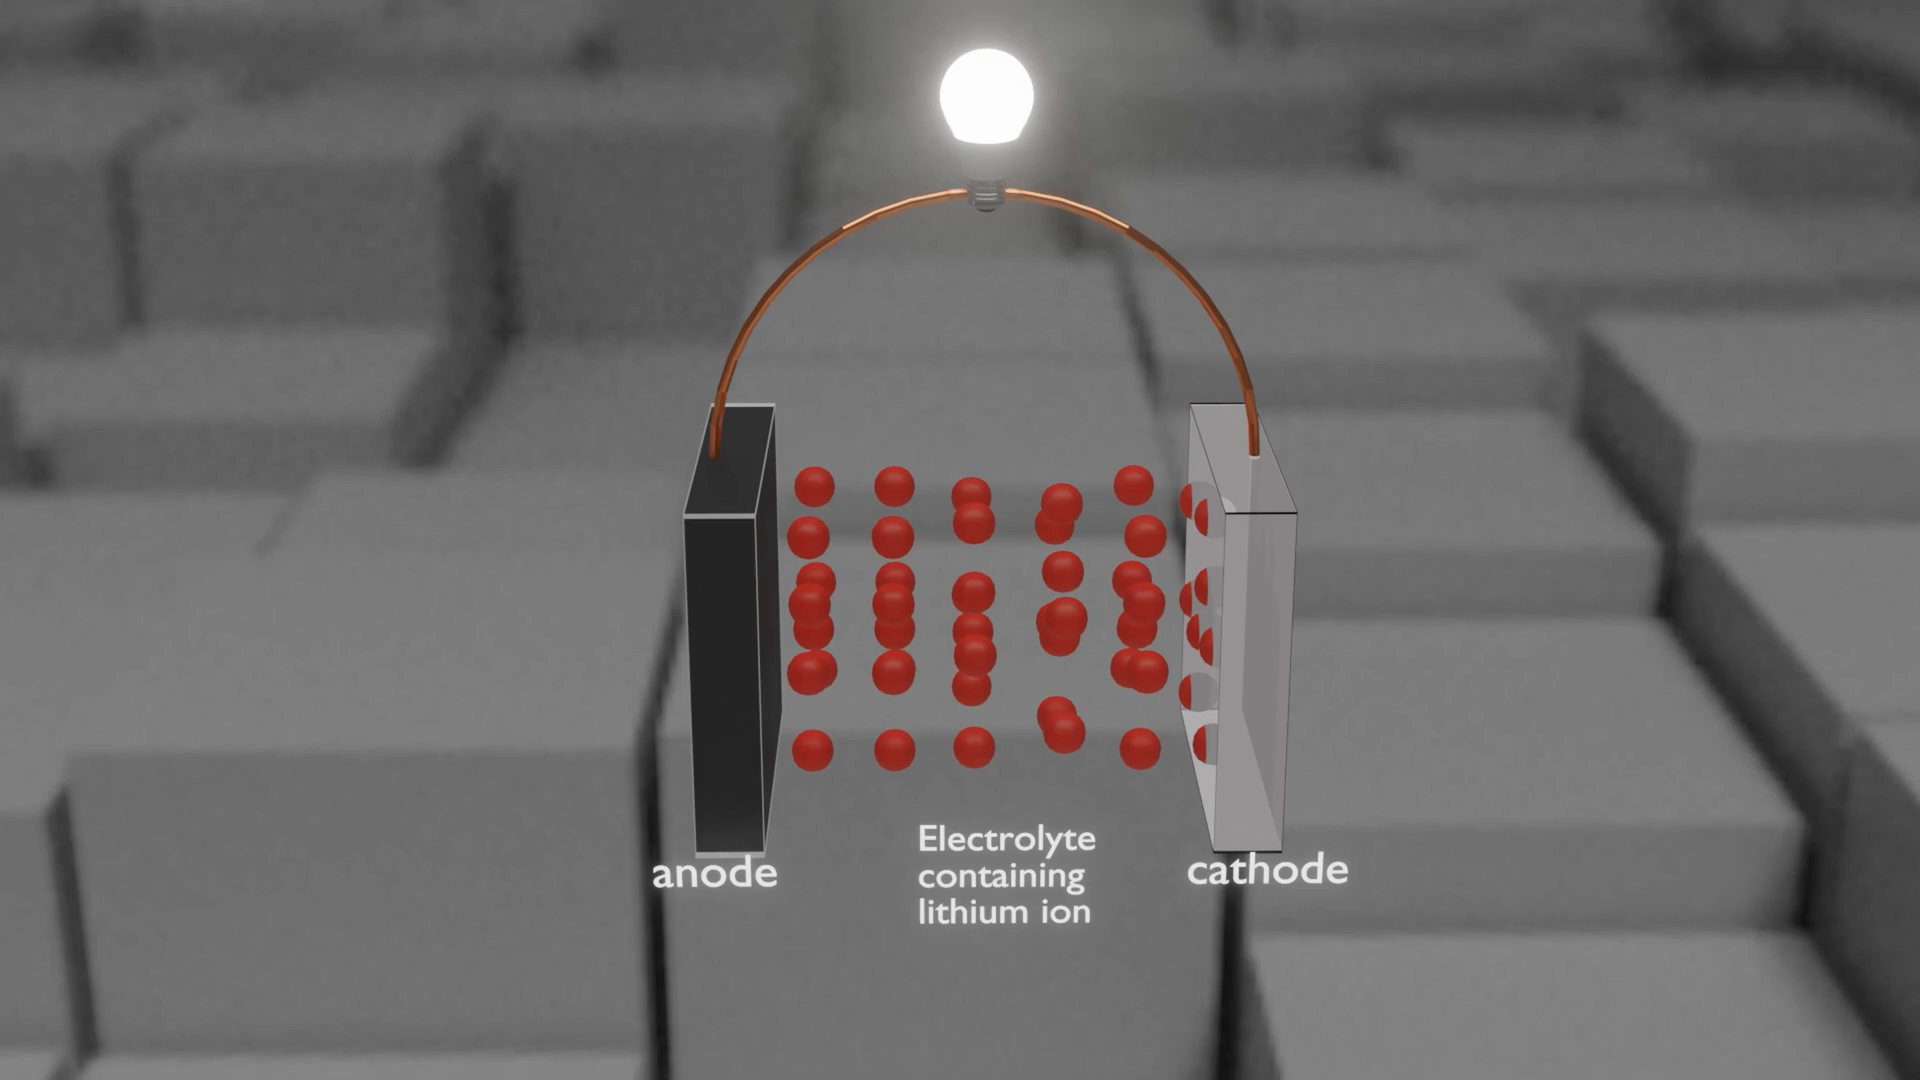 anode
Electrolyte
containing
lithium ion
cathode